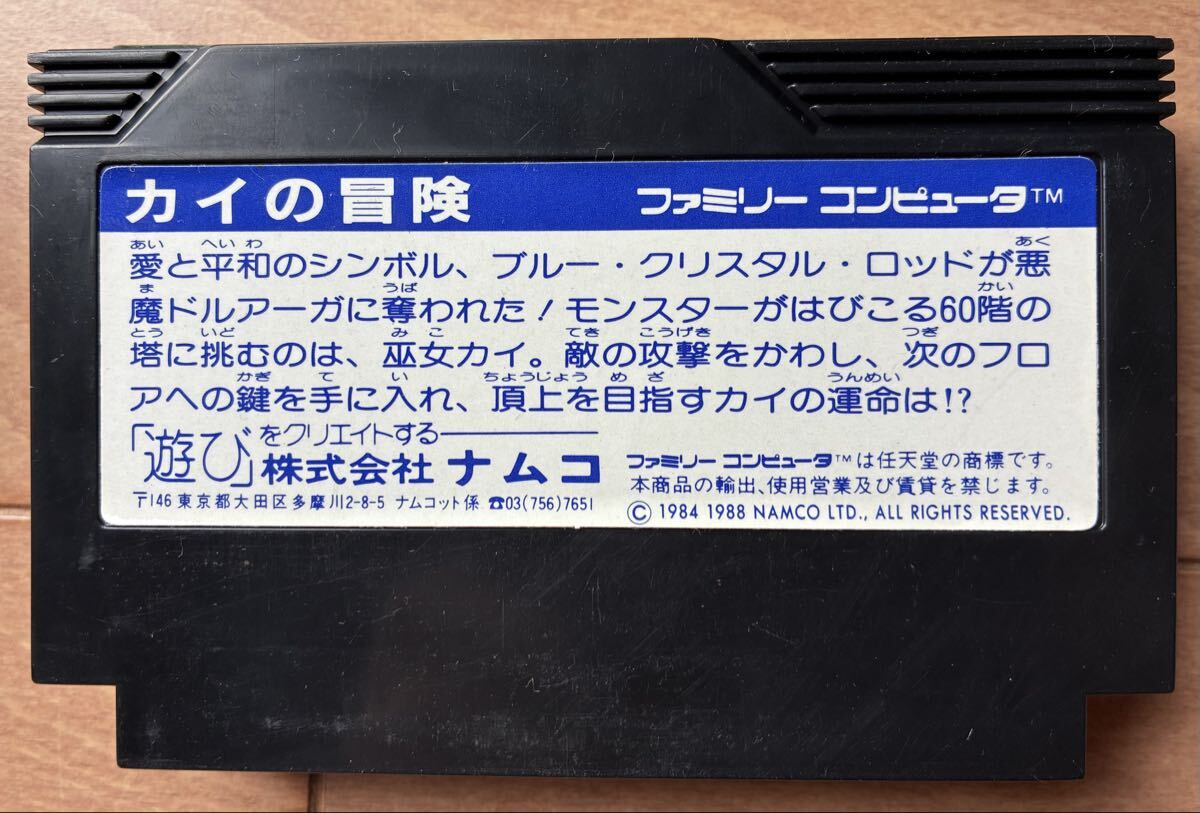 カイの冒険 ファミリー コンピュータ™
あい へいわ あく
愛と平和のシンボル、ブルー・クリスタル・ロッドが悪
ま うば かい
魔ドルアーガに奪われた!モンスターがはびこる60階の
とう いど みこ てき こうげき つぎ
塔に挑むのは、巫女カイ。敵の攻撃をかわし、次のフロ
かぎ て い ちょうじょう めざ うんめい
アへの鍵を手に入れ、頂上を目指すカイの運命は!?
「遊び」をクリエイトする――
株式会社 ナムコ
〒146 東京都大田区多摩川2-8-5 ナムコット係 ☎03(756)7651
ファミリー コンピュータ™は任天堂の商標です。
本商品の輸出、使用営業及び賃貸を禁じます。
© 1984 1988 NAMCO LTD., ALL RIGHTS RESERVED.